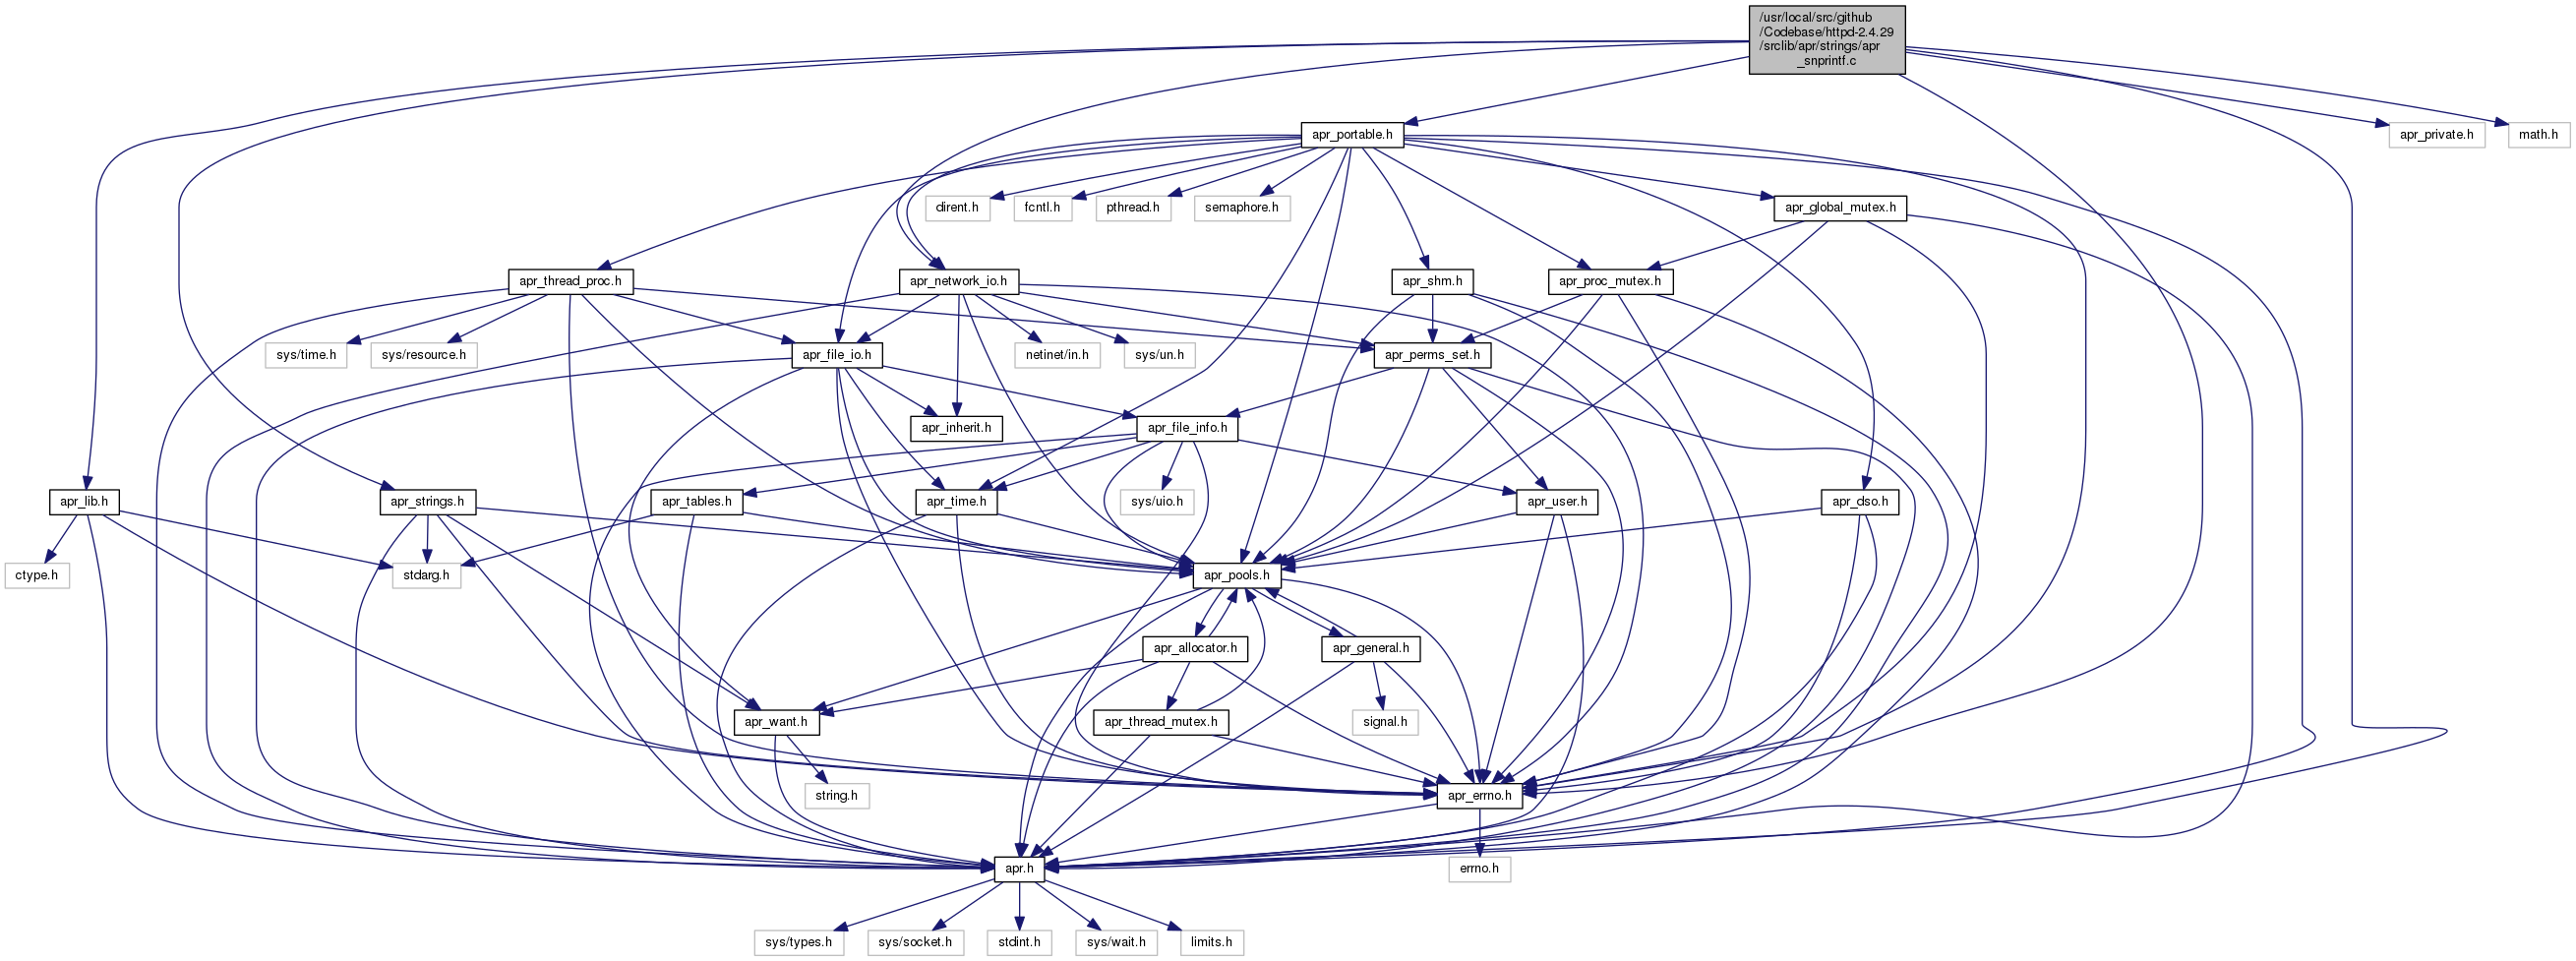 /usr/local/src/github
/Codebase/httpd-2.4.29
/srclib/apr/strings/apr
_snprintf.c
apr_portable.h
apr_private.h
math.h
dirent.h
fcntl.h
pthread.h
semaphore.h
apr_global_mutex.h
apr_thread_proc.h
apr_network_io.h
apr_shm.h
apr_proc_mutex.h
sys/time.h
sys/resource.h
apr_file_io.h
netinet/in.h
sys/un.h
apr_perms_set.h
apr_inherit.h
apr_file_info.h
apr_lib.h
apr_strings.h
apr_tables.h
apr_time.h
sys/uio.h
apr_user.h
apr_dso.h
ctype.h
stdarg.h
apr_pools.h
apr_allocator.h
apr_general.h
apr_want.h
apr_thread_mutex.h
signal.h
string.h
apr_errno.h
apr.h
errno.h
sys/types.h
sys/socket.h
stdint.h
sys/wait.h
limits.h